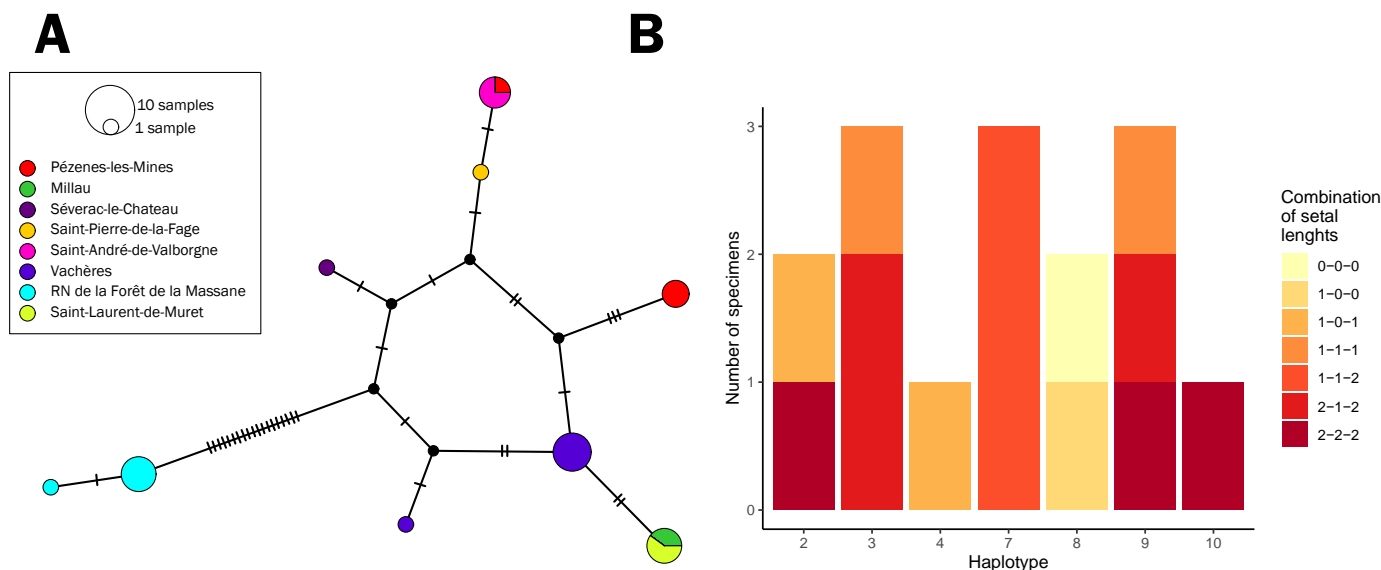 A
10 samples
1 sample
Pézenes-les-Mines
Millau
Séverac-le-Chateau
Saint-Pierre-de-la-Fage
Saint-André-de-Valborgne
Vachères
RN de la Forêt de la Massane
Saint-Laurent-de-Muret
B
Number of specimens
3
2
1
0
2 3 4 7 8 9 10
Haplotype
Combination
of setal
lenghts
0−0−0
1−0−0
1−0−1
1−1−1
1−1−2
2−1−2
2−2−2